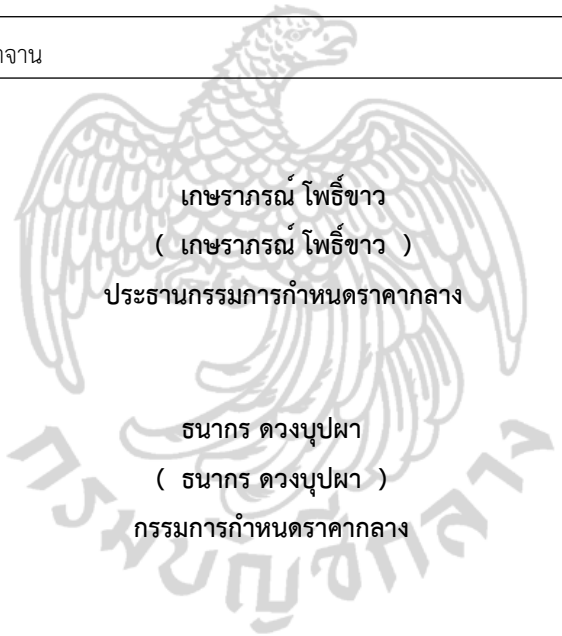 เกษราภรณ์ โพธิ์ขาว
( เกษราภรณ์ โพธิ์ขาว )
ประธานกรรมการกำหนดราคากลาง
ธนากร ดวงบุปผา
( ธนากร ดวงบุปผา )
กรรมการกำหนดราคากลาง
กรมบัญชีกลาง